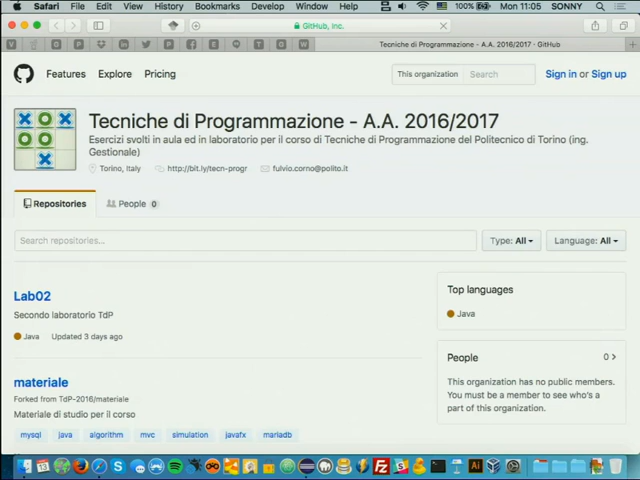 Safari File Edit View History Bookmarks Develop Window Help 100% Mon 11:05 SONNY
GitHub, Inc.
Tecniche di Programmazione - A.A. 2016/2017 · GitHub
Features Explore Pricing This organization Search Sign in or Sign up
Tecniche di Programmazione - A.A. 2016/2017
Esercizi svolti in aula ed in laboratorio per il corso di Tecniche di Programmazione del Politecnico di Torino (ing.
Gestionale)
Torino, Italy http://bit.ly/tecn-progr fulvio.corno@polito.it
Repositories People 0
Search repositories... Type: All Language: All
Lab02
Secondo laboratorio TdP
Java Updated 3 days ago
Top languages
Java
materiale
Forked from TdP-2016/materiale
Materiale di studio per il corso
mysql java algorithm mvc simulation javafx mariadb
People 0
This organization has no public members.
You must be a member to see who's a
part of this organization.